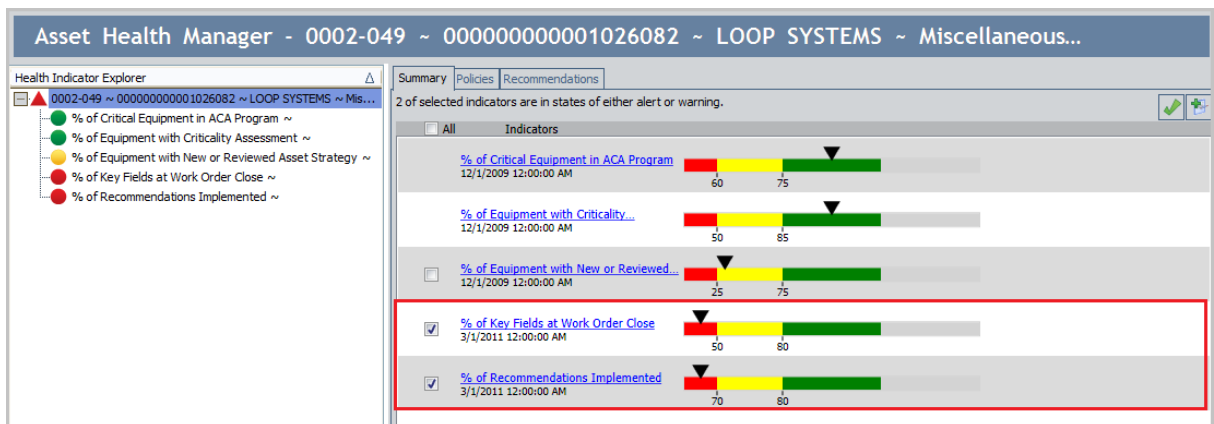 Asset Health Manager - 0002-049 ~ 000000000001026082 ~ LOOP SYSTEMS ~ Miscellaneous...
Health Indicator Explorer
0002-049 ~ 000000000001026082 ~ LOOP SYSTEMS ~ Mis...
% of Critical Equipment in ACA Program ~
% of Equipment with Criticality Assessment ~
% of Equipment with New or Reviewed Asset Strategy ~
% of Key Fields at Work Order Close ~
% of Recommendations Implemented ~
Summary Policies Recommendations
2 of selected indicators are in states of either alert or warning.
All Indicators
% of Critical Equipment in ACA Program
12/1/2009 12:00:00 AM
60 75
% of Equipment with Criticality...
12/1/2009 12:00:00 AM
50 85
% of Equipment with New or Reviewed...
12/1/2009 12:00:00 AM
25 75
% of Key Fields at Work Order Close
3/1/2011 12:00:00 AM
50 80
% of Recommendations Implemented
3/1/2011 12:00:00 AM
70 80